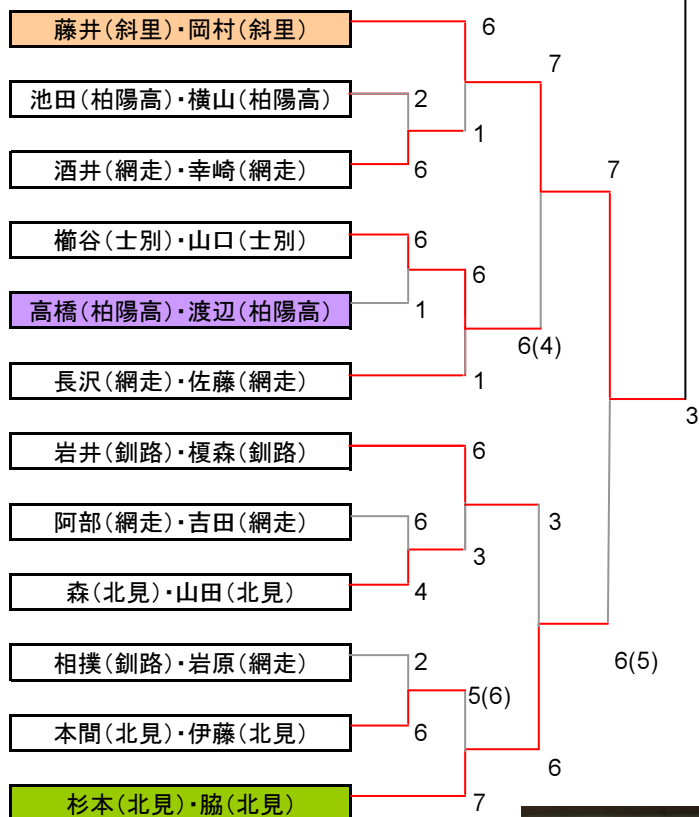 藤井(斜里)・岡村(斜里)
6
7
池田(柏陽高)・横山(柏陽高)
2
1
酒井(網走)・幸崎(網走)
6
7
櫛谷(士別)・山口(士別)
6
6
高橋(柏陽高)・渡辺(柏陽高)
1
6(4)
長沢(網走)・佐藤(網走)
1
3
岩井(釧路)・榎森(釧路)
6
阿部(網走)・吉田(網走)
6
3
3
森(北見)・山田(北見)
4
相撲(釧路)・岩原(網走)
2
6(5)
5(6)
本間(北見)・伊藤(北見)
6
6
杉本(北見)・脇(北見)
7